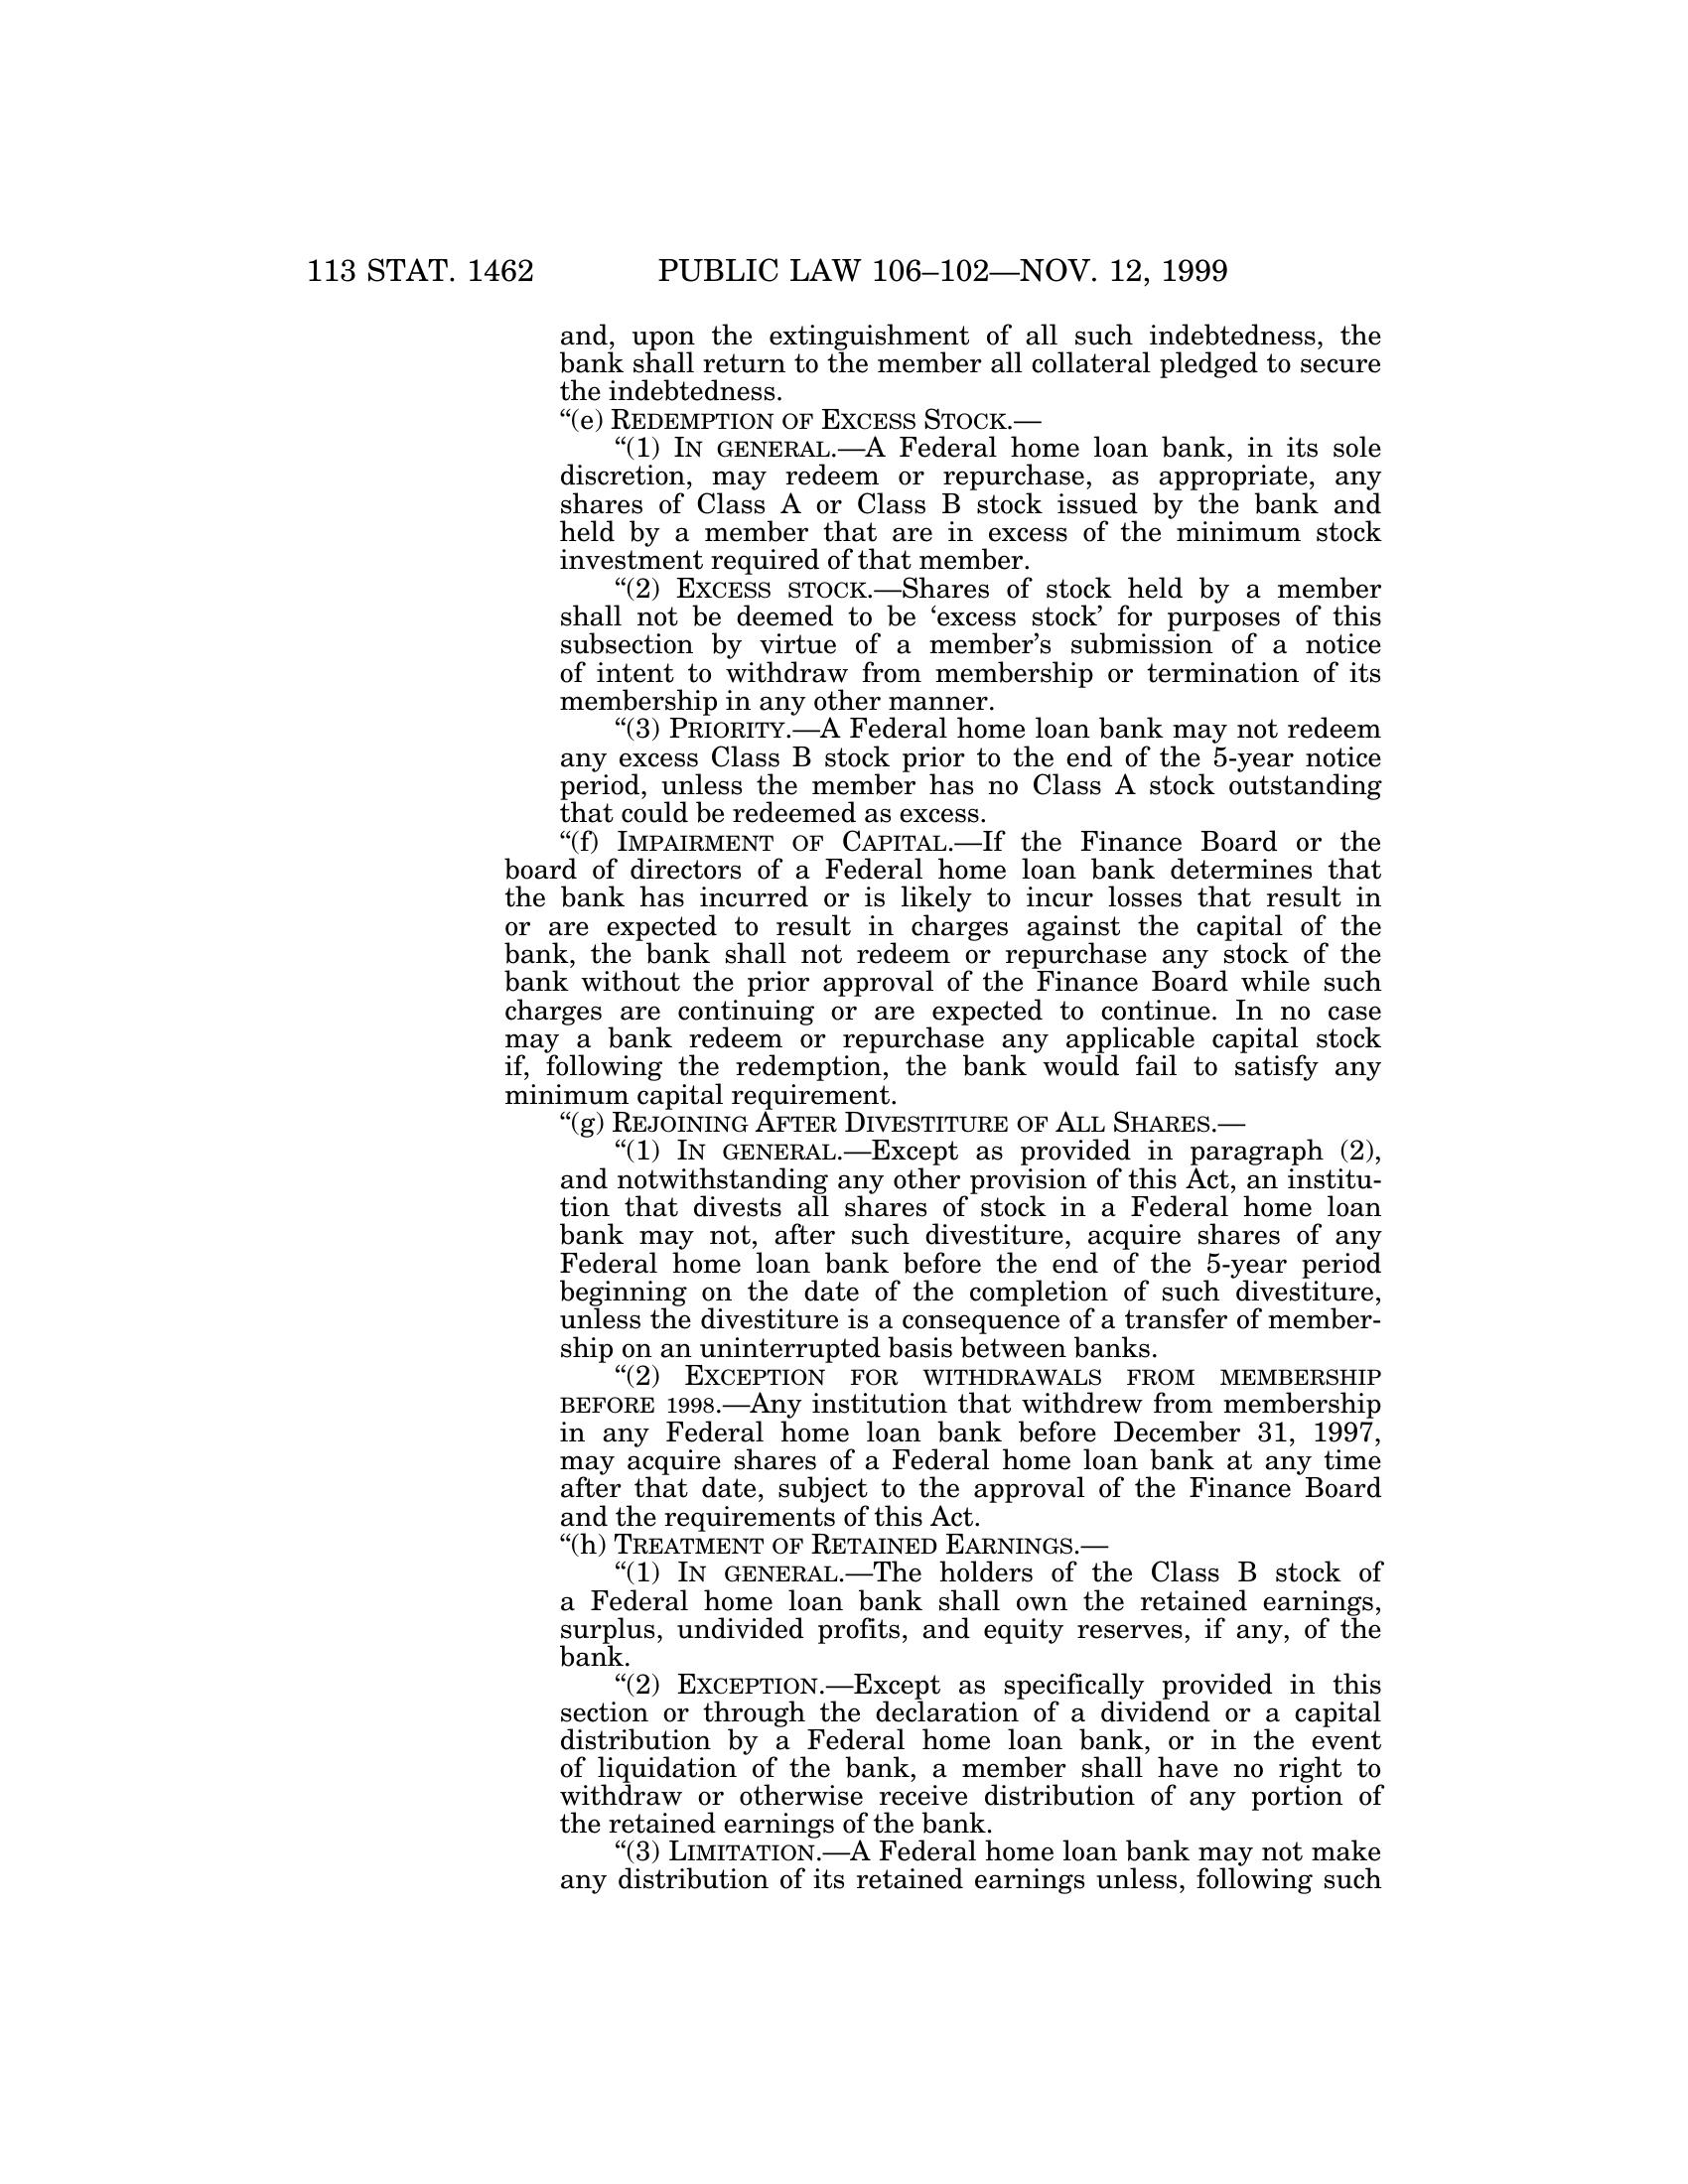 113 STAT. 1462 PUBLIC LAW 106–102—NOV. 12, 1999
and, upon the extinguishment of all such indebtedness, the
bank shall return to the member all collateral pledged to secure
the indebtedness.
“(e) REDEMPTION OF EXCESS STOCK.—
“(1) IN GENERAL.—A Federal home loan bank, in its sole
discretion, may redeem or repurchase, as appropriate, any
shares of Class A or Class B stock issued by the bank and
held by a member that are in excess of the minimum stock
investment required of that member.
“(2) EXCESS STOCK.—Shares of stock held by a member
shall not be deemed to be ‘excess stock’ for purposes of this
subsection by virtue of a member’s submission of a notice
of intent to withdraw from membership or termination of its
membership in any other manner.
“(3) PRIORITY.—A Federal home loan bank may not redeem
any excess Class B stock prior to the end of the 5-year notice
period, unless the member has no Class A stock outstanding
that could be redeemed as excess.
“(f) IMPAIRMENT OF CAPITAL.—If the Finance Board or the
board of directors of a Federal home loan bank determines that
the bank has incurred or is likely to incur losses that result in
or are expected to result in charges against the capital of the
bank, the bank shall not redeem or repurchase any stock of the
bank without the prior approval of the Finance Board while such
charges are continuing or are expected to continue. In no case
may a bank redeem or repurchase any applicable capital stock
if, following the redemption, the bank would fail to satisfy any
minimum capital requirement.
“(g) REJOINING AFTER DIVESTITURE OF ALL SHARES.—
“(1) IN GENERAL.—Except as provided in paragraph (2),
and notwithstanding any other provision of this Act, an institu-
tion that divests all shares of stock in a Federal home loan
bank may not, after such divestiture, acquire shares of any
Federal home loan bank before the end of the 5-year period
beginning on the date of the completion of such divestiture,
unless the divestiture is a consequence of a transfer of member-
ship on an uninterrupted basis between banks.
“(2) EXCEPTION FOR WITHDRAWALS FROM MEMBERSHIP
BEFORE 1998.—Any institution that withdrew from membership
in any Federal home loan bank before December 31, 1997,
may acquire shares of a Federal home loan bank at any time
after that date, subject to the approval of the Finance Board
and the requirements of this Act.
“(h) TREATMENT OF RETAINED EARNINGS.—
“(1) IN GENERAL.—The holders of the Class B stock of
a Federal home loan bank shall own the retained earnings,
surplus, undivided profits, and equity reserves, if any, of the
bank.
“(2) EXCEPTION.—Except as specifically provided in this
section or through the declaration of a dividend or a capital
distribution by a Federal home loan bank, or in the event
of liquidation of the bank, a member shall have no right to
withdraw or otherwise receive distribution of any portion of
the retained earnings of the bank.
“(3) LIMITATION.—A Federal home loan bank may not make
any distribution of its retained earnings unless, following such